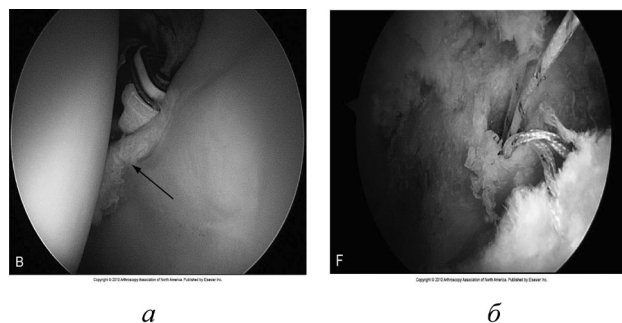 B
F
Copyright © 2010 Arthroscopy Association of North America. Published by Elsevier Inc.
Copyright © 2010 Arthroscopy Association of North America. Published by Elsevier Inc.
а
б